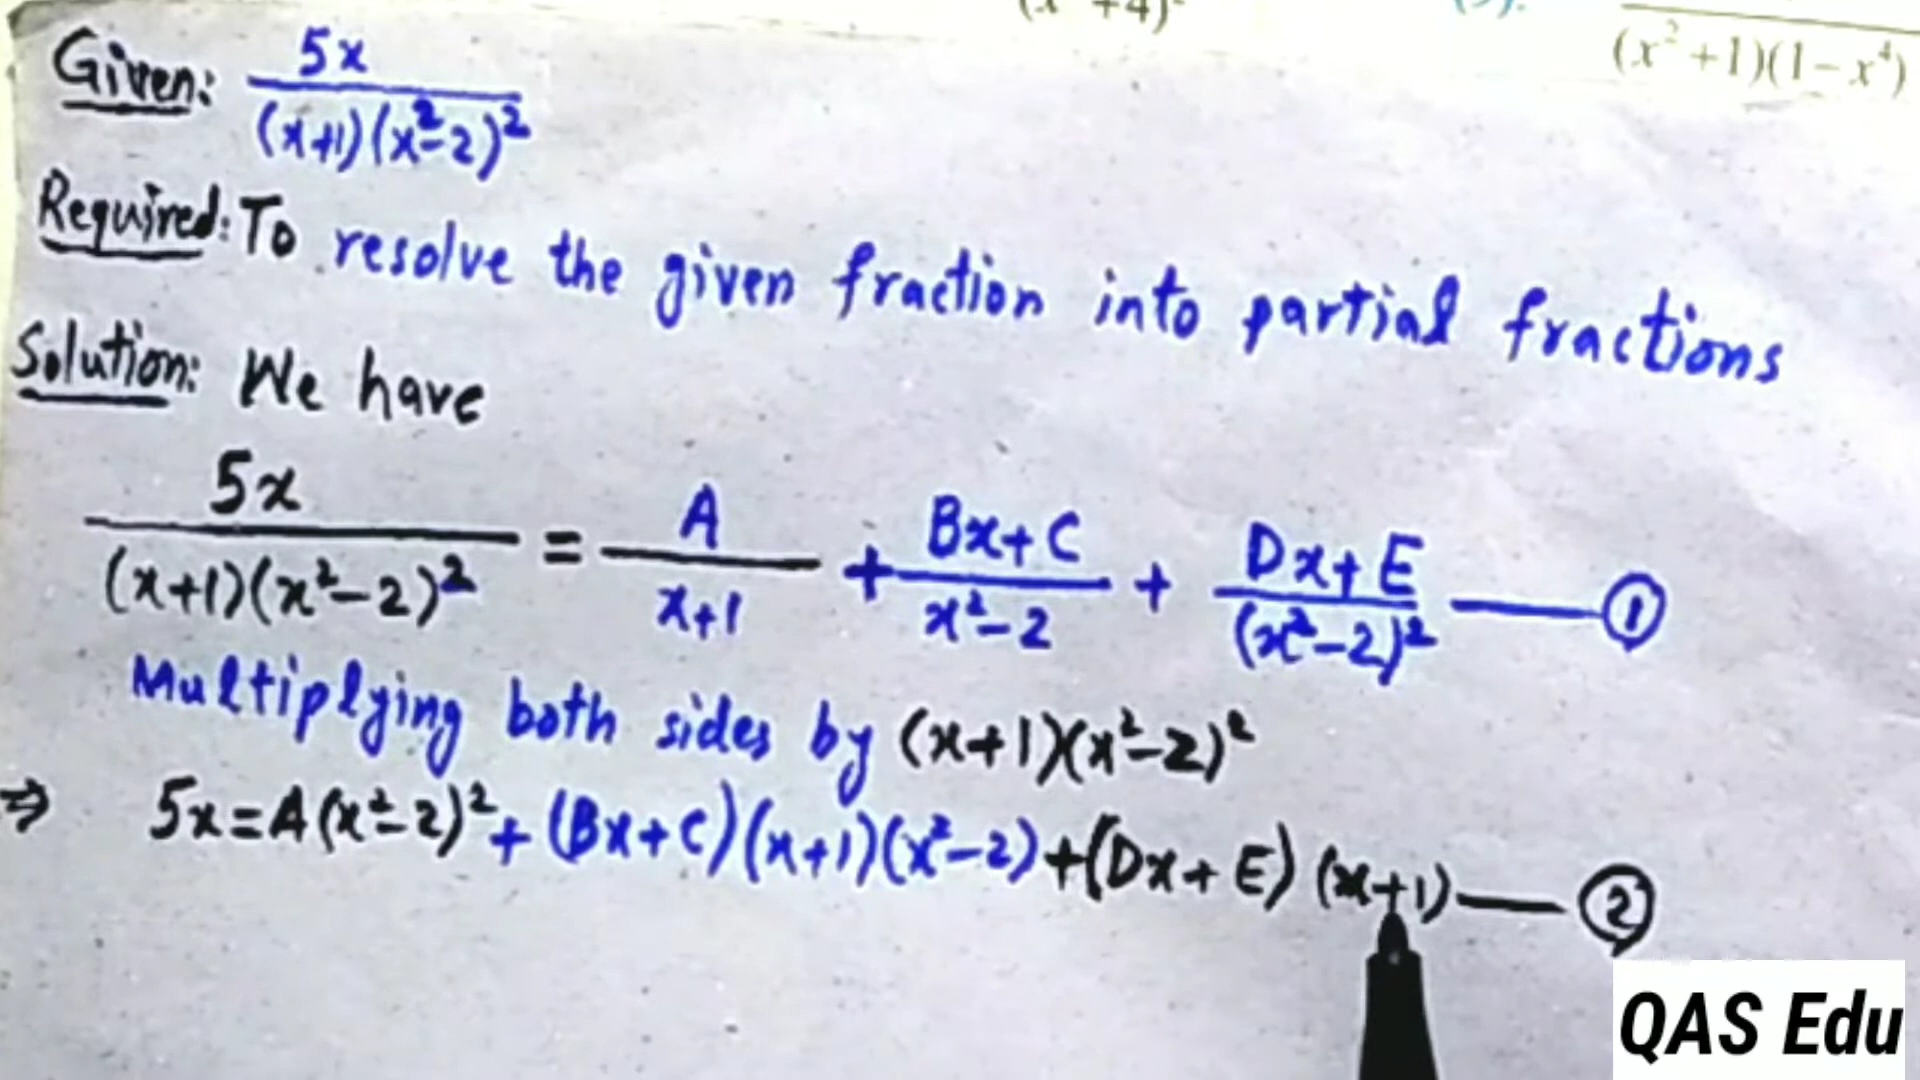 (x²+1)(1−x⁴)
Given: 5x / (x+1)(x²-2)²
Required: To resolve the given fraction into partial fractions
Solution: We have
5x / (x+1)(x²-2)² = A / x+1 + Bx+C / x²-2 + Dx+E / (x²-2)² — ①
Multiplying both sides by (x+1)(x²-2)²
⇒ 5x = A(x²-2)² + (Bx+C)(x+1)(x²-2) + (Dx+E)(x+1) — ②
QAS Edu